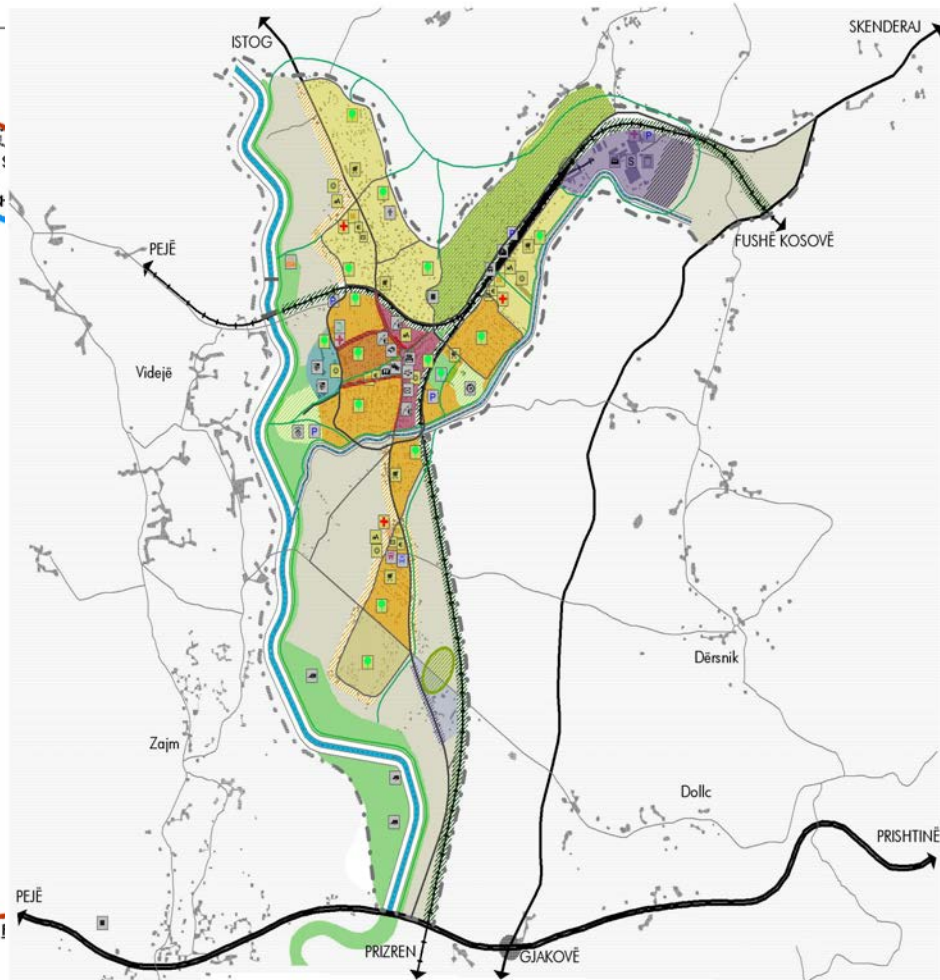 ISTOG
SKENDERAJ
PEJË
FUSHË KOSOVË
Videjë
P
S
P
P
P
P
P
Dërsnik
Zajm
Dollc
PRISHTINË
PEJË
PRIZREN
GJAKOVË